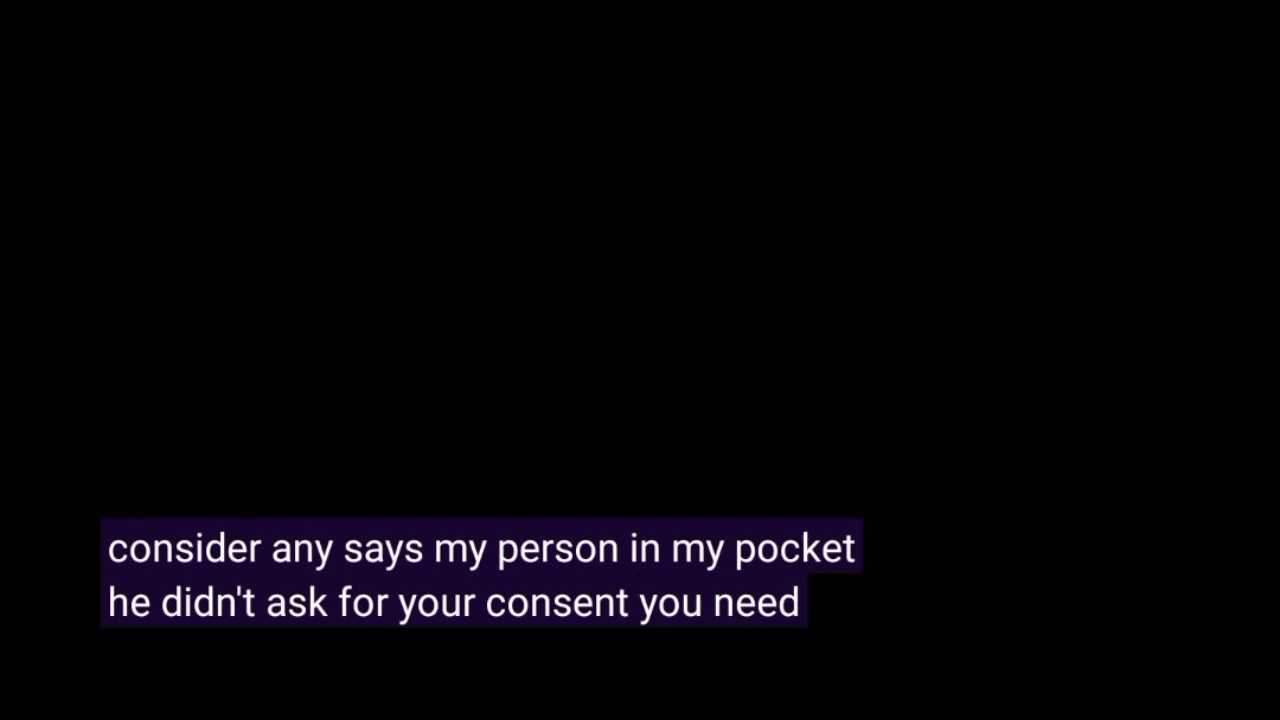 consider any says my person in my pocket
he didn't ask for your consent you need